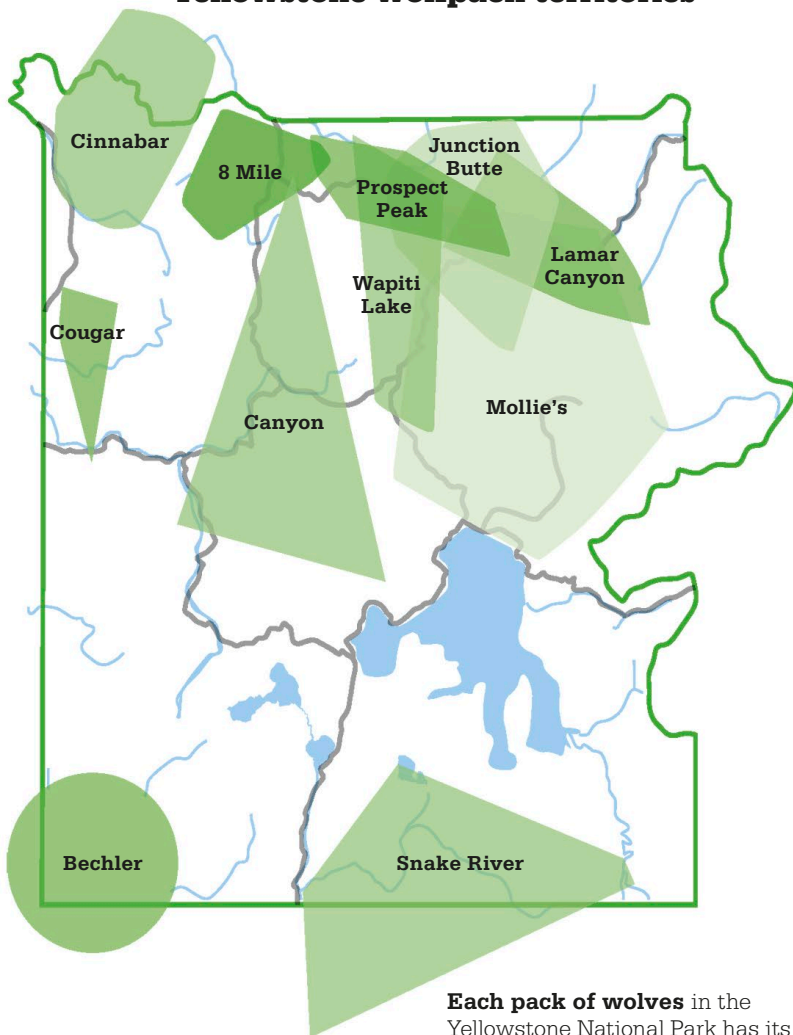 Yellowstone wolfpack territories
Cinnabar
8 Mile
Junction
Butte
Prospect
Peak
Lamar
Canyon
Wapiti
Lake
Cougar
Canyon
Mollie's
Bechler
Snake River
Each pack of wolves in the
Yellowstone National Park has its